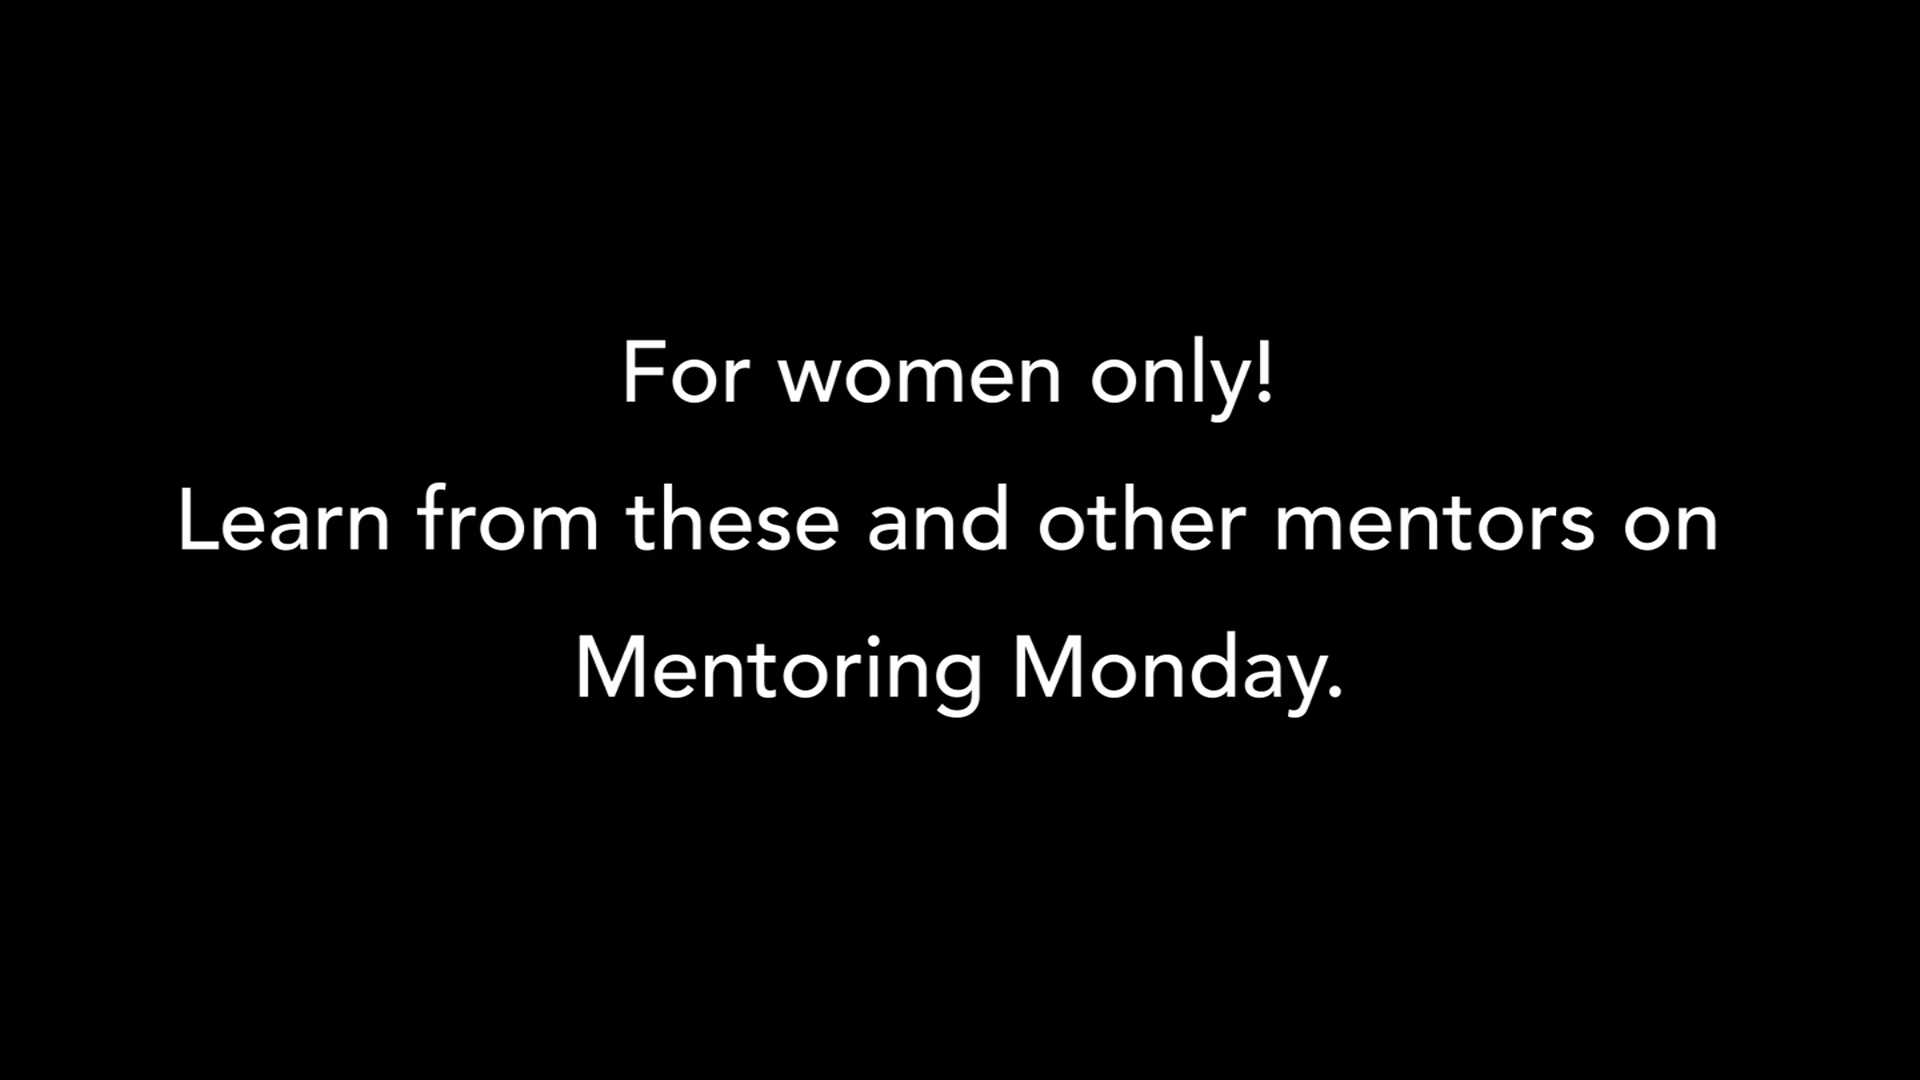 For women only!
Learn from these and other mentors on
Mentoring Monday.